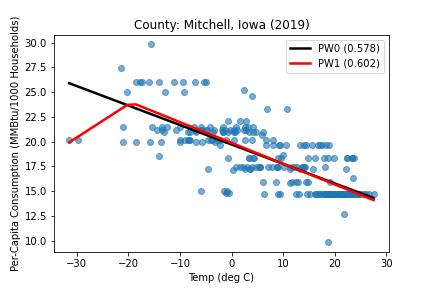 County: Mitchell, Iowa (2019)
PW0 (0.578)
PW1 (0.602)
Per-Capita Consumption (MMBtu/1000 Households)
30.0
27.5
25.0
22.5
20.0
17.5
15.0
12.5
10.0
−30 −20 −10 0 10 20 30
Temp (deg C)